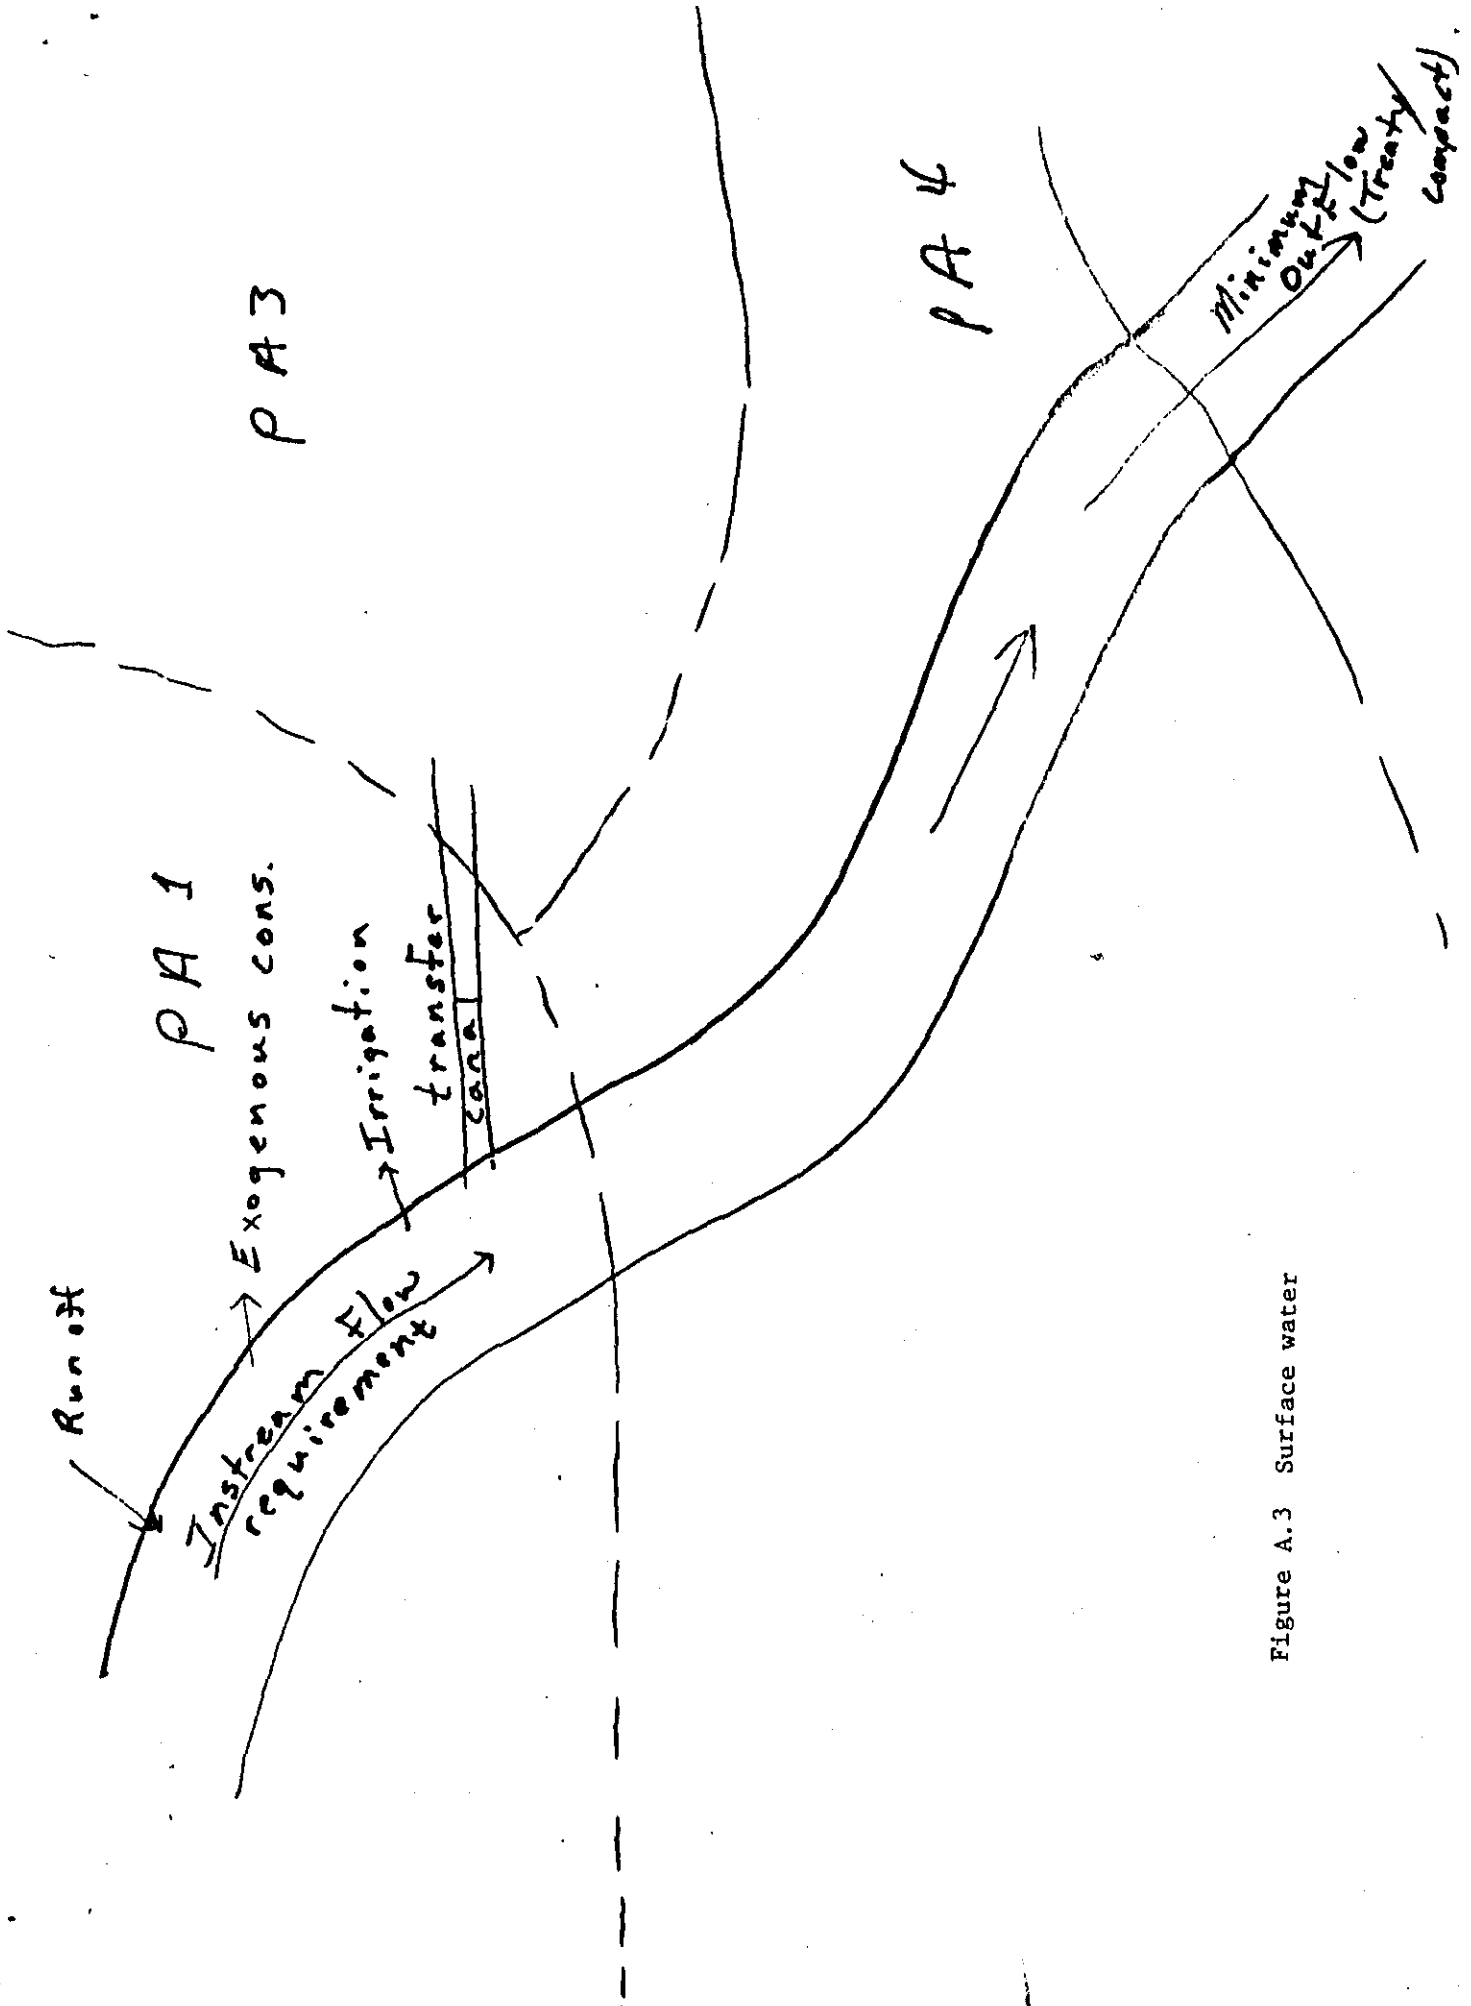 Runoff
PA 1
Exogenous cons.
Irrigation
transfer
canal
Instream Flow
requirement
PA 3
PA 4
Minimum
Outflow
(Treaty/
compact).
Figure A.3 Surface water